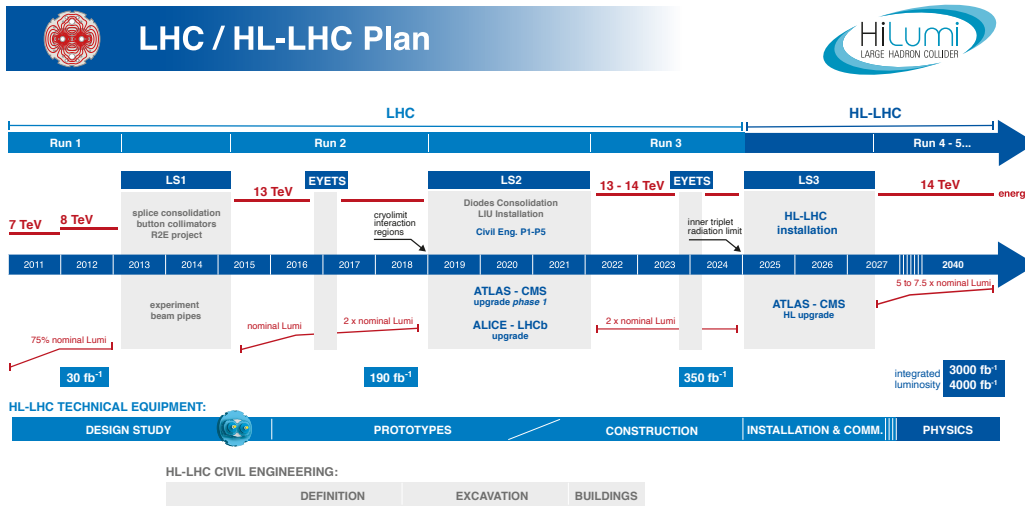 LHC / HL-LHC Plan
HiLumi
LARGE HADRON COLLIDER
LHC
HL-LHC
Run 1
Run 2
Run 3
Run 4 - 5...
LS1
EYETS
LS2
EYETS
LS3
7 TeV
8 TeV
13 TeV
13 - 14 TeV
14 TeV
energy
splice consolidation
button collimators
R2E project
cryolimit
interaction
regions
Diodes Consolidation
LIU Installation
Civil Eng. P1-P5
inner triplet
radiation limit
HL-LHC
installation
2011 2012 2013 2014 2015 2016 2017 2018 2019 2020 2021 2022 2023 2024 2025 2026 2027 2040
75% nominal Lumi
experiment
beam pipes
nominal Lumi
2 x nominal Lumi
ATLAS - CMS
upgrade phase 1
ALICE - LHCb
upgrade
2 x nominal Lumi
ATLAS - CMS
HL upgrade
5 to 7.5 x nominal Lumi
30 fb⁻¹
190 fb⁻¹
350 fb⁻¹
integrated
luminosity
3000 fb⁻¹
4000 fb⁻¹
HL-LHC TECHNICAL EQUIPMENT:
DESIGN STUDY
PROTOTYPES
CONSTRUCTION
INSTALLATION & COMM.
PHYSICS
HL-LHC CIVIL ENGINEERING:
DEFINITION
EXCAVATION
BUILDINGS